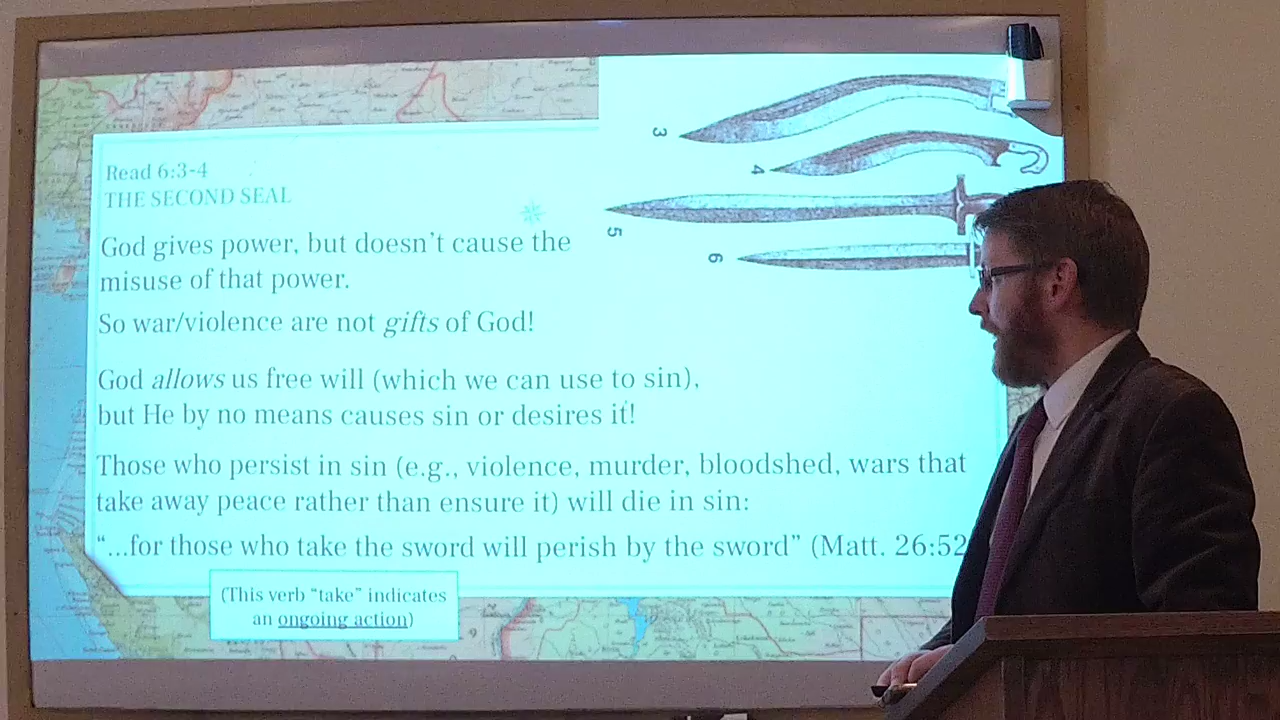 Read 6:3-4
THE SECOND SEAL
God gives power, but doesn't cause the
misuse of that power.
So war/violence are not gifts of God!
God allows us free will (which we can use to sin),
but He by no means causes sin or desires it!
Those who persist in sin (e.g., violence, murder, bloodshed, wars that
take away peace rather than ensure it) will die in sin:
“...for those who take the sword will perish by the sword” (Matt. 26:52
(This verb “take” indicates
an ongoing action)
3
4
5
6